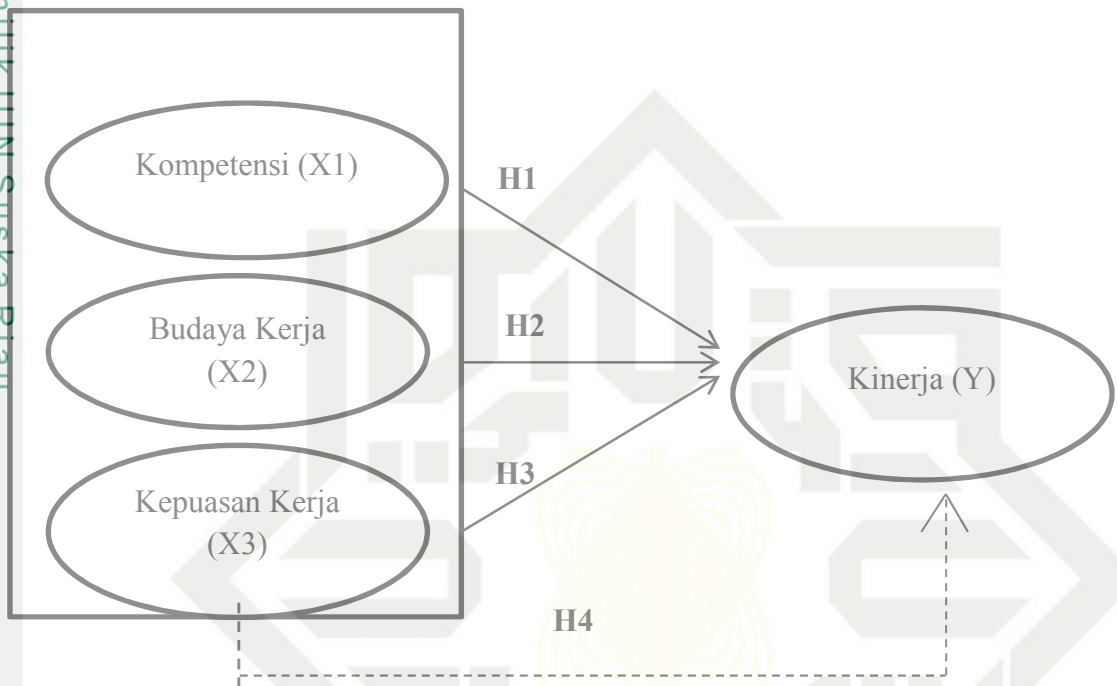 Kompetensi (X1)
H1
Budaya Kerja
(X2)
H2
Kinerja (Y)
Kepuasan Kerja
(X3)
H3
H4